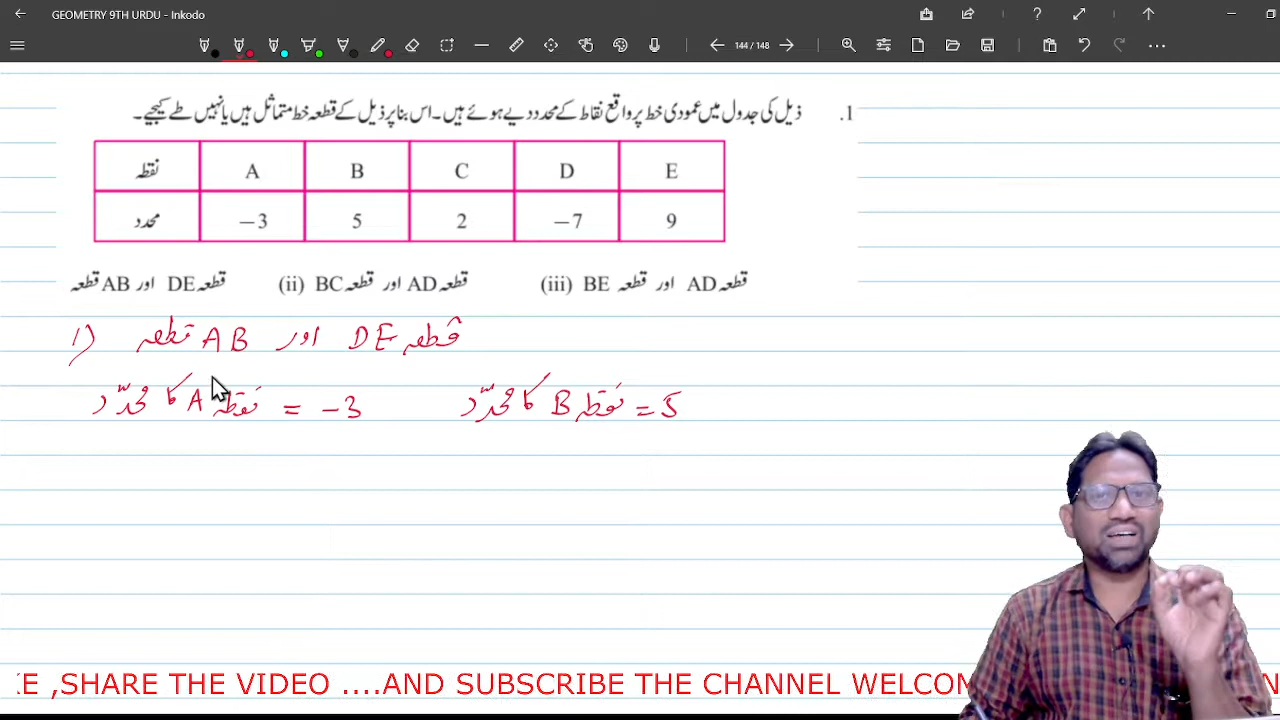 GEOMETRY 9TH URDU - Inkodo
144 / 148
1. ذیل کی جدول میں عمودی خط پر واقع نقاط کے محدد دیے ہوئے ہیں۔ اس بنا پر ذیل کے قطعہ خط متماثل ہیں یا نہیں طے کیجیے۔
نقطہ A B C D E
محدد −3 5 2 −7 9
قطعہ AB اور DE قطعہ (ii) BC قطعہ اور AD قطعہ (iii) BE قطعہ اور AD قطعہ
1) قطعہ AB اور DE قطعہ
نقطہ A کا محدّد = −3 نقطہ B کا محدّد = 5
E ,SHARE THE VIDEO ....AND SUBSCRIBE THE CHANNEL WELCOM